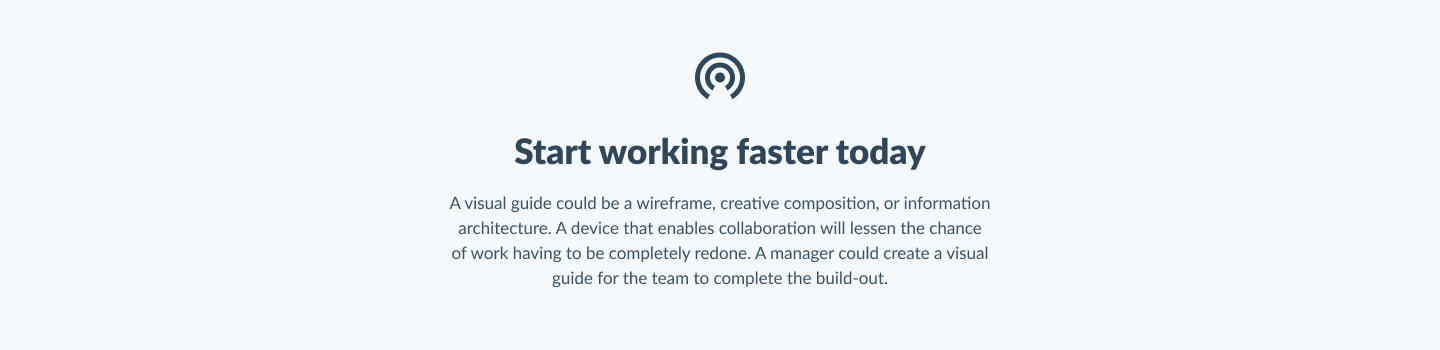 Start working faster today
A visual guide could be a wireframe, creative composition, or information
architecture. A device that enables collaboration will lessen the chance
of work having to be completely redone. A manager could create a visual
guide for the team to complete the build-out.